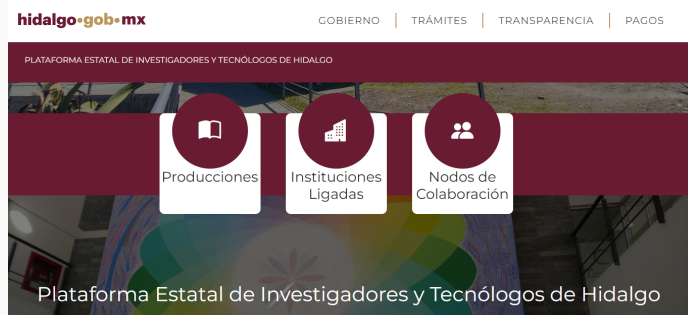 hidalgo•gob•mx
GOBIERNO
TRÁMITES
TRANSPARENCIA
PAGOS
PLATAFORMA ESTATAL DE INVESTIGADORES Y TECNÓLOGOS DE HIDALGO
Producciones
Instituciones
Ligadas
Nodos de
Colaboración
Plataforma Estatal de Investigadores y Tecnólogos de Hidalgo